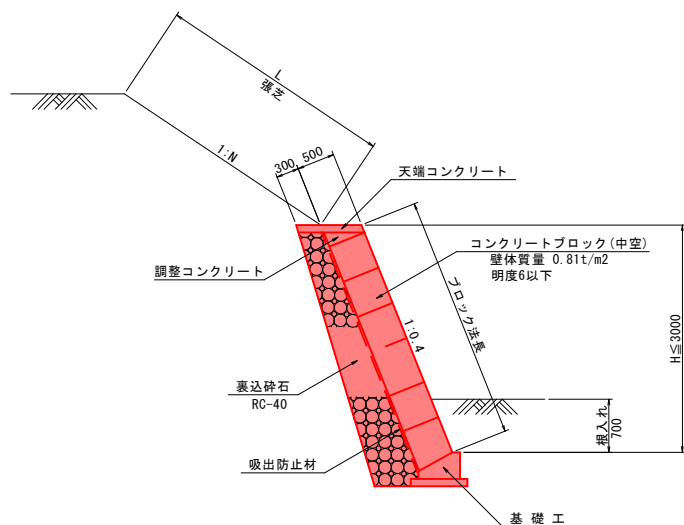 L
張芝
1:N
300
500
天端コンクリート
コンクリートブロック(中空)
壁体質量 0.81t/m2
明度6以下
調整コンクリート
ブロック法長
1:0.4
H≦3000
裏込砕石
RC-40
根入れ
700
吸出防止材
基 礎 工